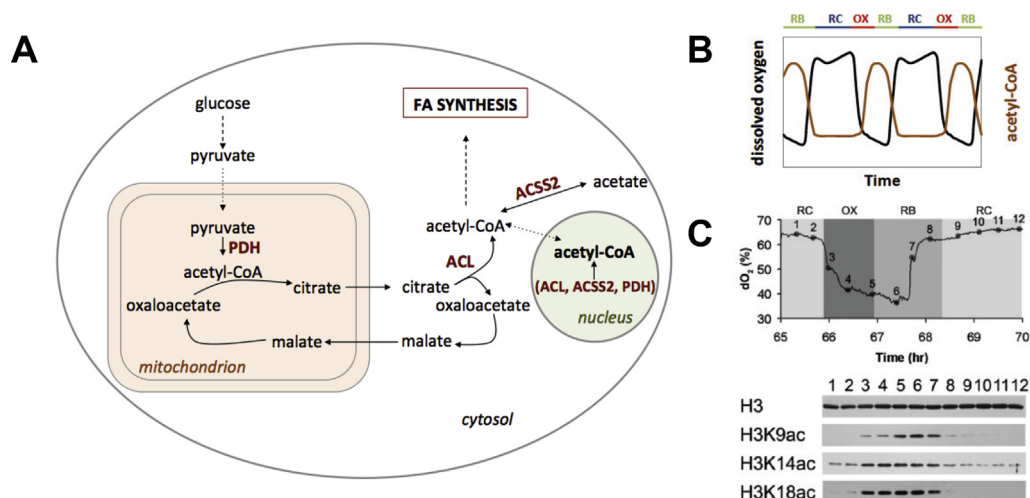 A
glucose
pyruvate
pyruvate
PDH
acetyl-CoA
oxaloacetate
citrate
malate
mitochondrion
FA SYNTHESIS
ACSS2
acetate
acetyl-CoA
ACL
citrate
oxaloacetate
malate
acetyl-CoA
(ACL, ACSS2, PDH)
nucleus
cytosol
B
RB RC OX RB RC OX RB
dissolved oxygen
acetyl-CoA
Time
C
RC OX RB RC
dO2 (%)
70
60
50
40
30
1 2 3 4 5 6 7 8 9 10 11 12
65 66 67 68 69 70
Time (hr)
1 2 3 4 5 6 7 8 9 10 11 12
H3
H3K9ac
H3K14ac
H3K18ac